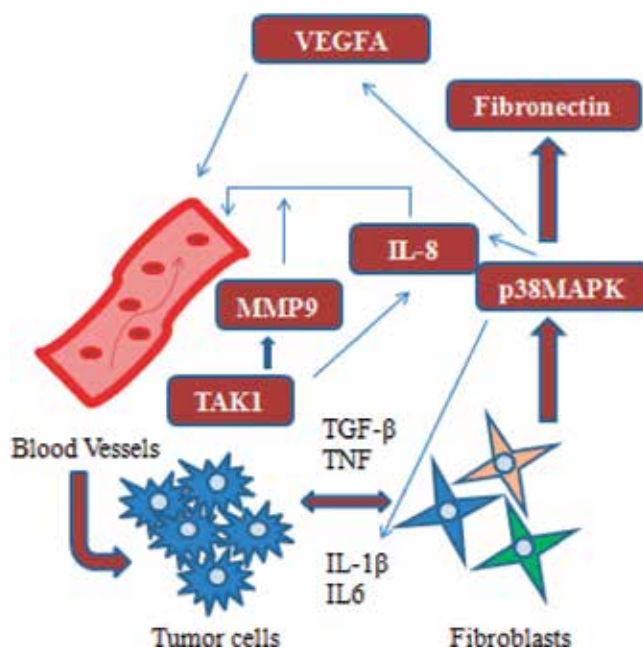 VEGFA
Fibronectin
IL-8
p38MAPK
MMP9
TAK1
Blood Vessels
TGF-β
TNF
IL-1β
IL6
Tumor cells
Fibroblasts